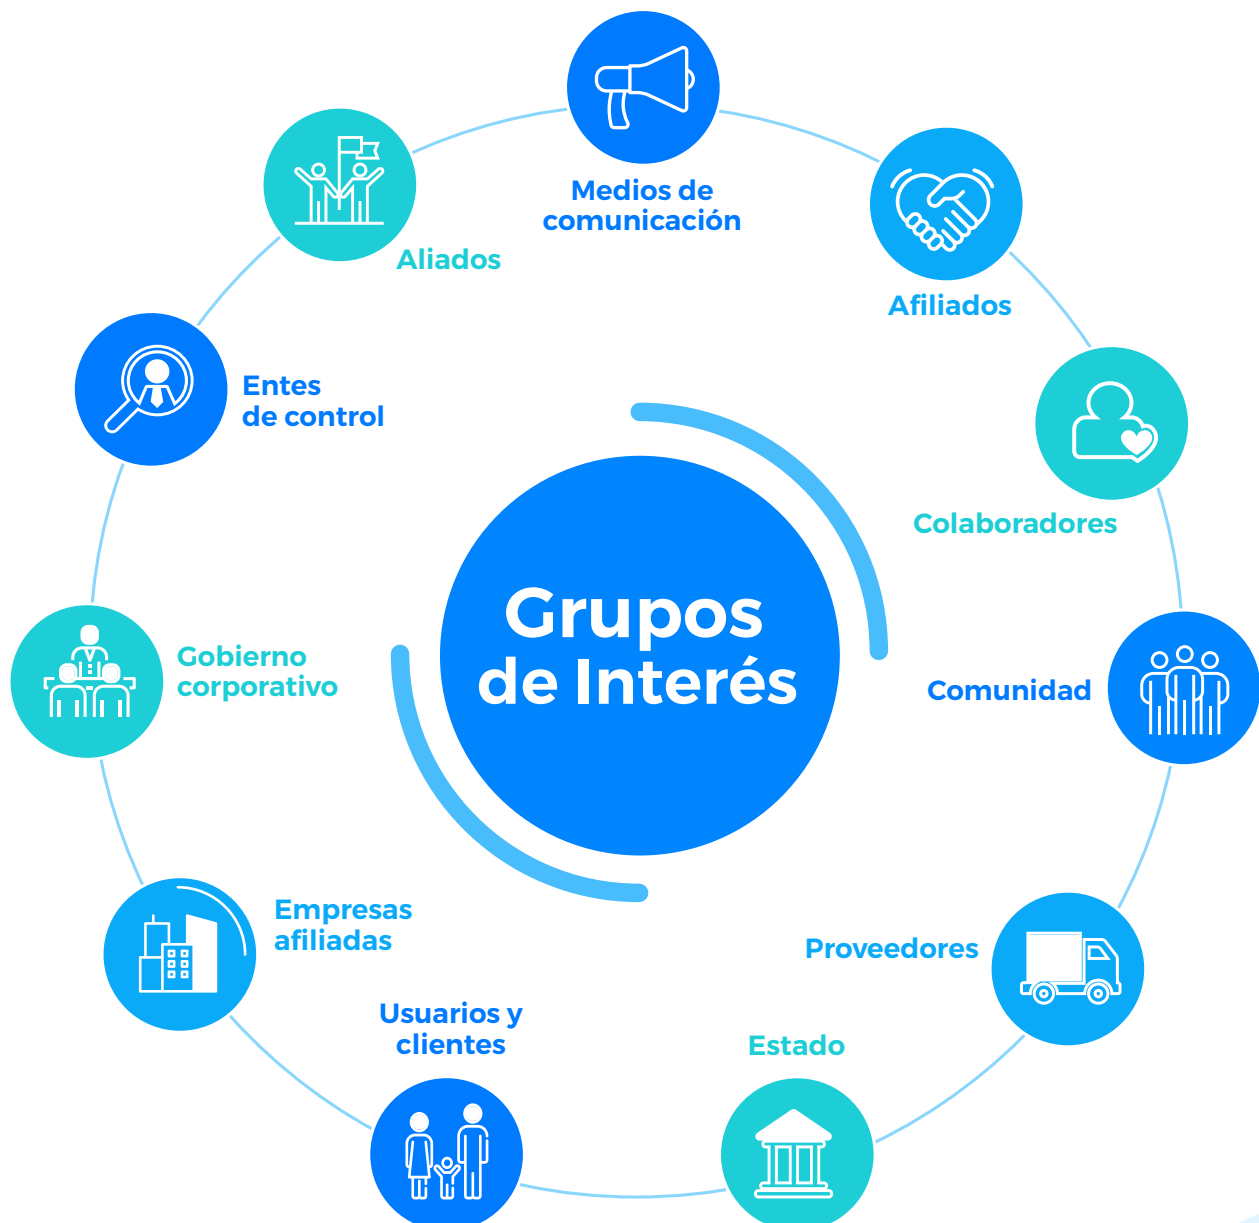 Medios de
comunicación
Afiliados
Colaboradores
Comunidad
Proveedores
Estado
Usuarios y
clientes
Empresas
afiliadas
Gobierno
corporativo
Entes
de control
Aliados
Grupos
de Interés